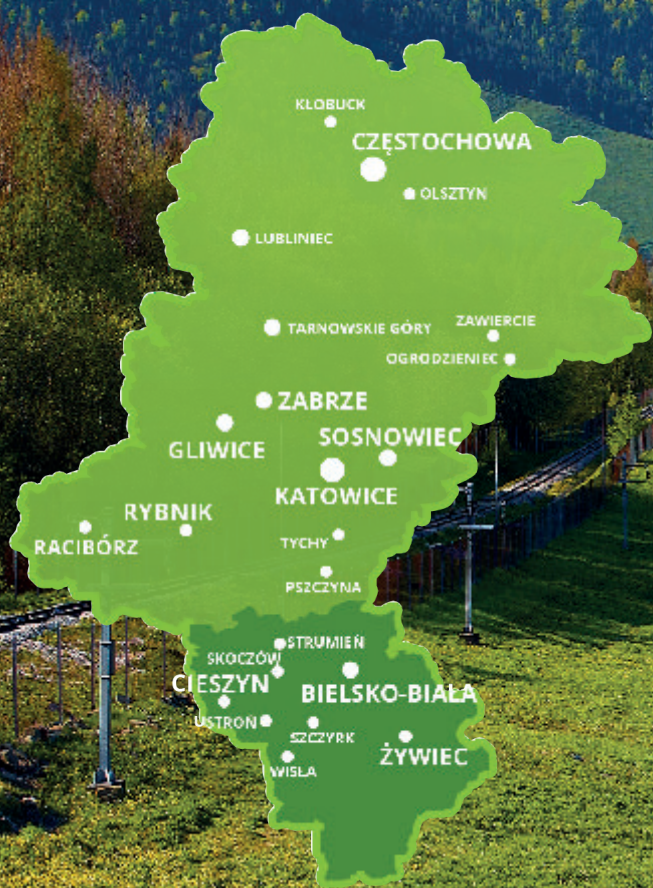 KŁOBUCK
CZĘSTOCHOWA
OLSZTYN
LUBLINIEC
TARNOWSKIE GÓRY
ZAWIERCIE
OGRODZIENIEC
ZABRZE
GLIWICE
SOSNOWIEC
KATOWICE
RYBNIK
RACIBÓRZ
TYCHY
PSZCZYNA
STRUMIEŃ
SKOCZÓW
CIESZYN
BIELSKO-BIAŁA
USTROŃ
SZCZYRK
ŻYWIEC
WISŁA